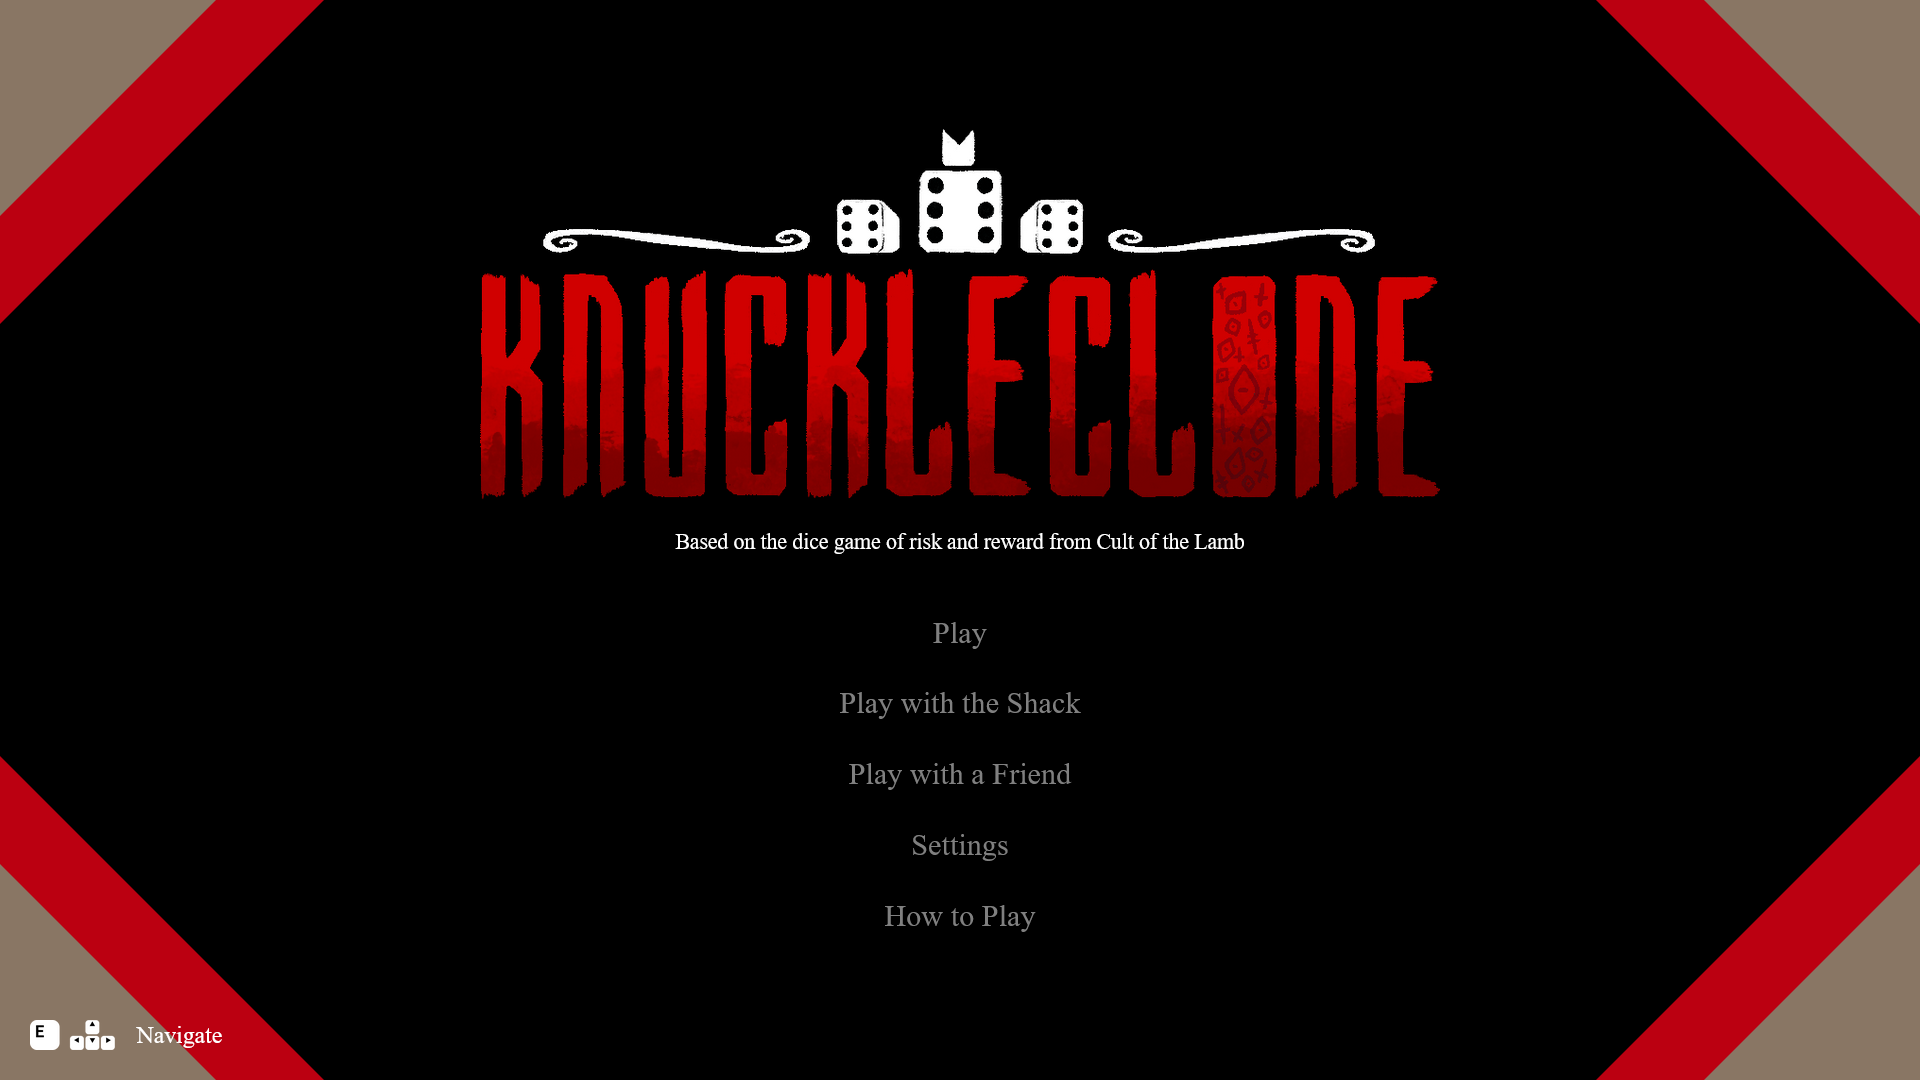 KNUCKLECLONE
Based on the dice game of risk and reward from Cult of the Lamb
Play
Play with the Shack
Play with a Friend
Settings
How to Play
E Navigate